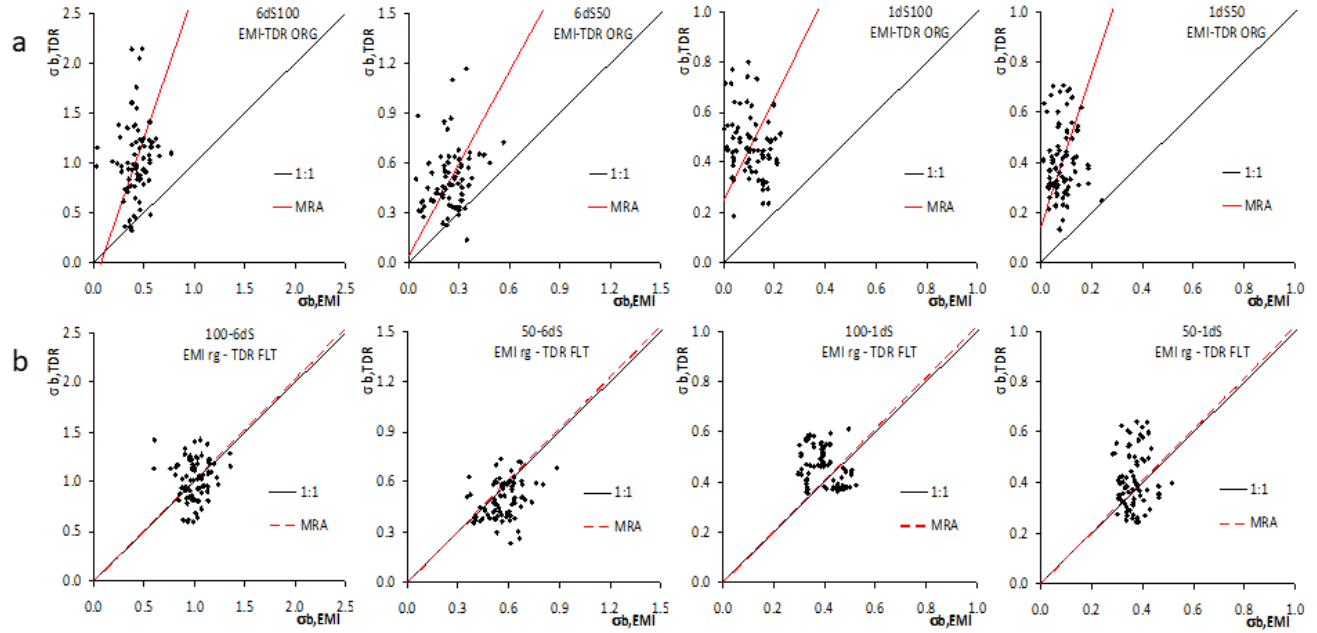 a
6dS100
EMI-TDR ORG
σb,TDR
2.5
2.0
1.5
1.0
0.5
0.0
0.0 0.5 1.0 1.5 2.0 2.5
σb,EMI
1:1
MRA
6dS50
EMI-TDR ORG
σb,TDR
1.5
1.2
0.9
0.6
0.3
0.0
0.0 0.3 0.6 0.9 1.2 1.5
σb,EMI
1:1
MRA
1dS100
EMI-TDR ORG
σb,TDR
1.0
0.8
0.6
0.4
0.2
0.0
0.0 0.2 0.4 0.6 0.8 1.0
σb,EMI
1:1
MRA
1dS50
EMI-TDR ORG
σb,TDR
1.0
0.8
0.6
0.4
0.2
0.0
0.0 0.2 0.4 0.6 0.8 1.0
σb,EMI
1:1
MRA
b
100-6dS
EMI rg - TDR FLT
σb,TDR
2.5
2.0
1.5
1.0
0.5
0.0
0.0 0.5 1.0 1.5 2.0 2.5
σb,EMI
1:1
MRA
50-6dS
EMI rg - TDR FLT
σb,TDR
1.5
1.2
0.9
0.6
0.3
0.0
0.0 0.3 0.6 0.9 1.2 1.5
σb,EMI
1:1
MRA
100-1dS
EMI rg - TDR FLT
σb,TDR
1.0
0.8
0.6
0.4
0.2
0.0
0.0 0.2 0.4 0.6 0.8 1.0
σb,EMI
1:1
MRA
50-1dS
EMI rg - TDR FLT
σb,TDR
1.0
0.8
0.6
0.4
0.2
0.0
0.0 0.2 0.4 0.6 0.8 1.0
σb,EMI
1:1
MRA